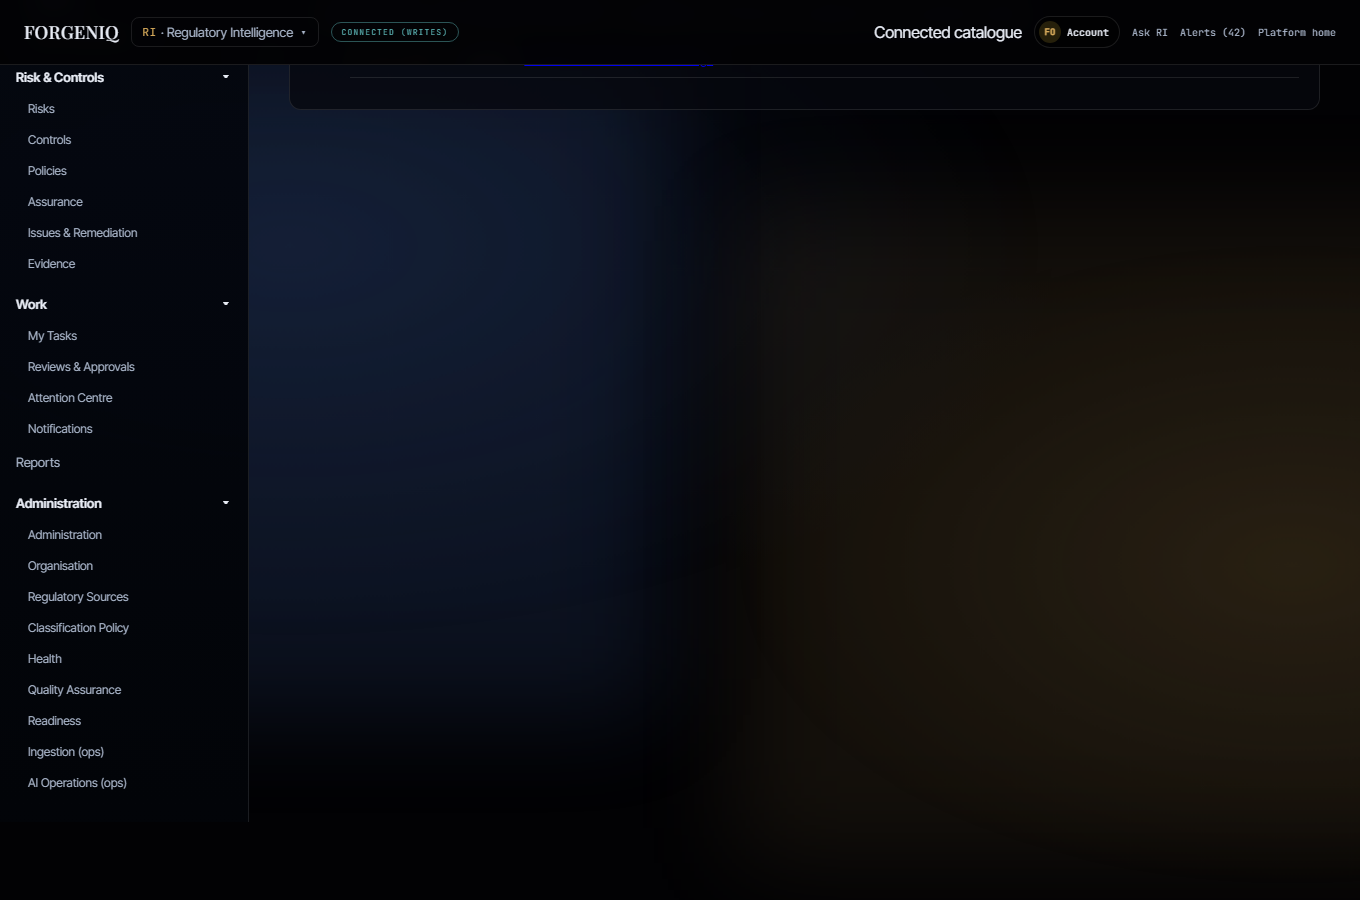 FORGENIQ
RI · Regulatory Intelligence
CONNECTED (WRITES)
Connected catalogue
FO Account
Ask RI
Alerts (42)
Platform home
Risk & Controls
Risks
Controls
Policies
Assurance
Issues & Remediation
Evidence
Work
My Tasks
Reviews & Approvals
Attention Centre
Notifications
Reports
Administration
Administration
Organisation
Regulatory Sources
Classification Policy
Health
Quality Assurance
Readiness
Ingestion (ops)
AI Operations (ops)